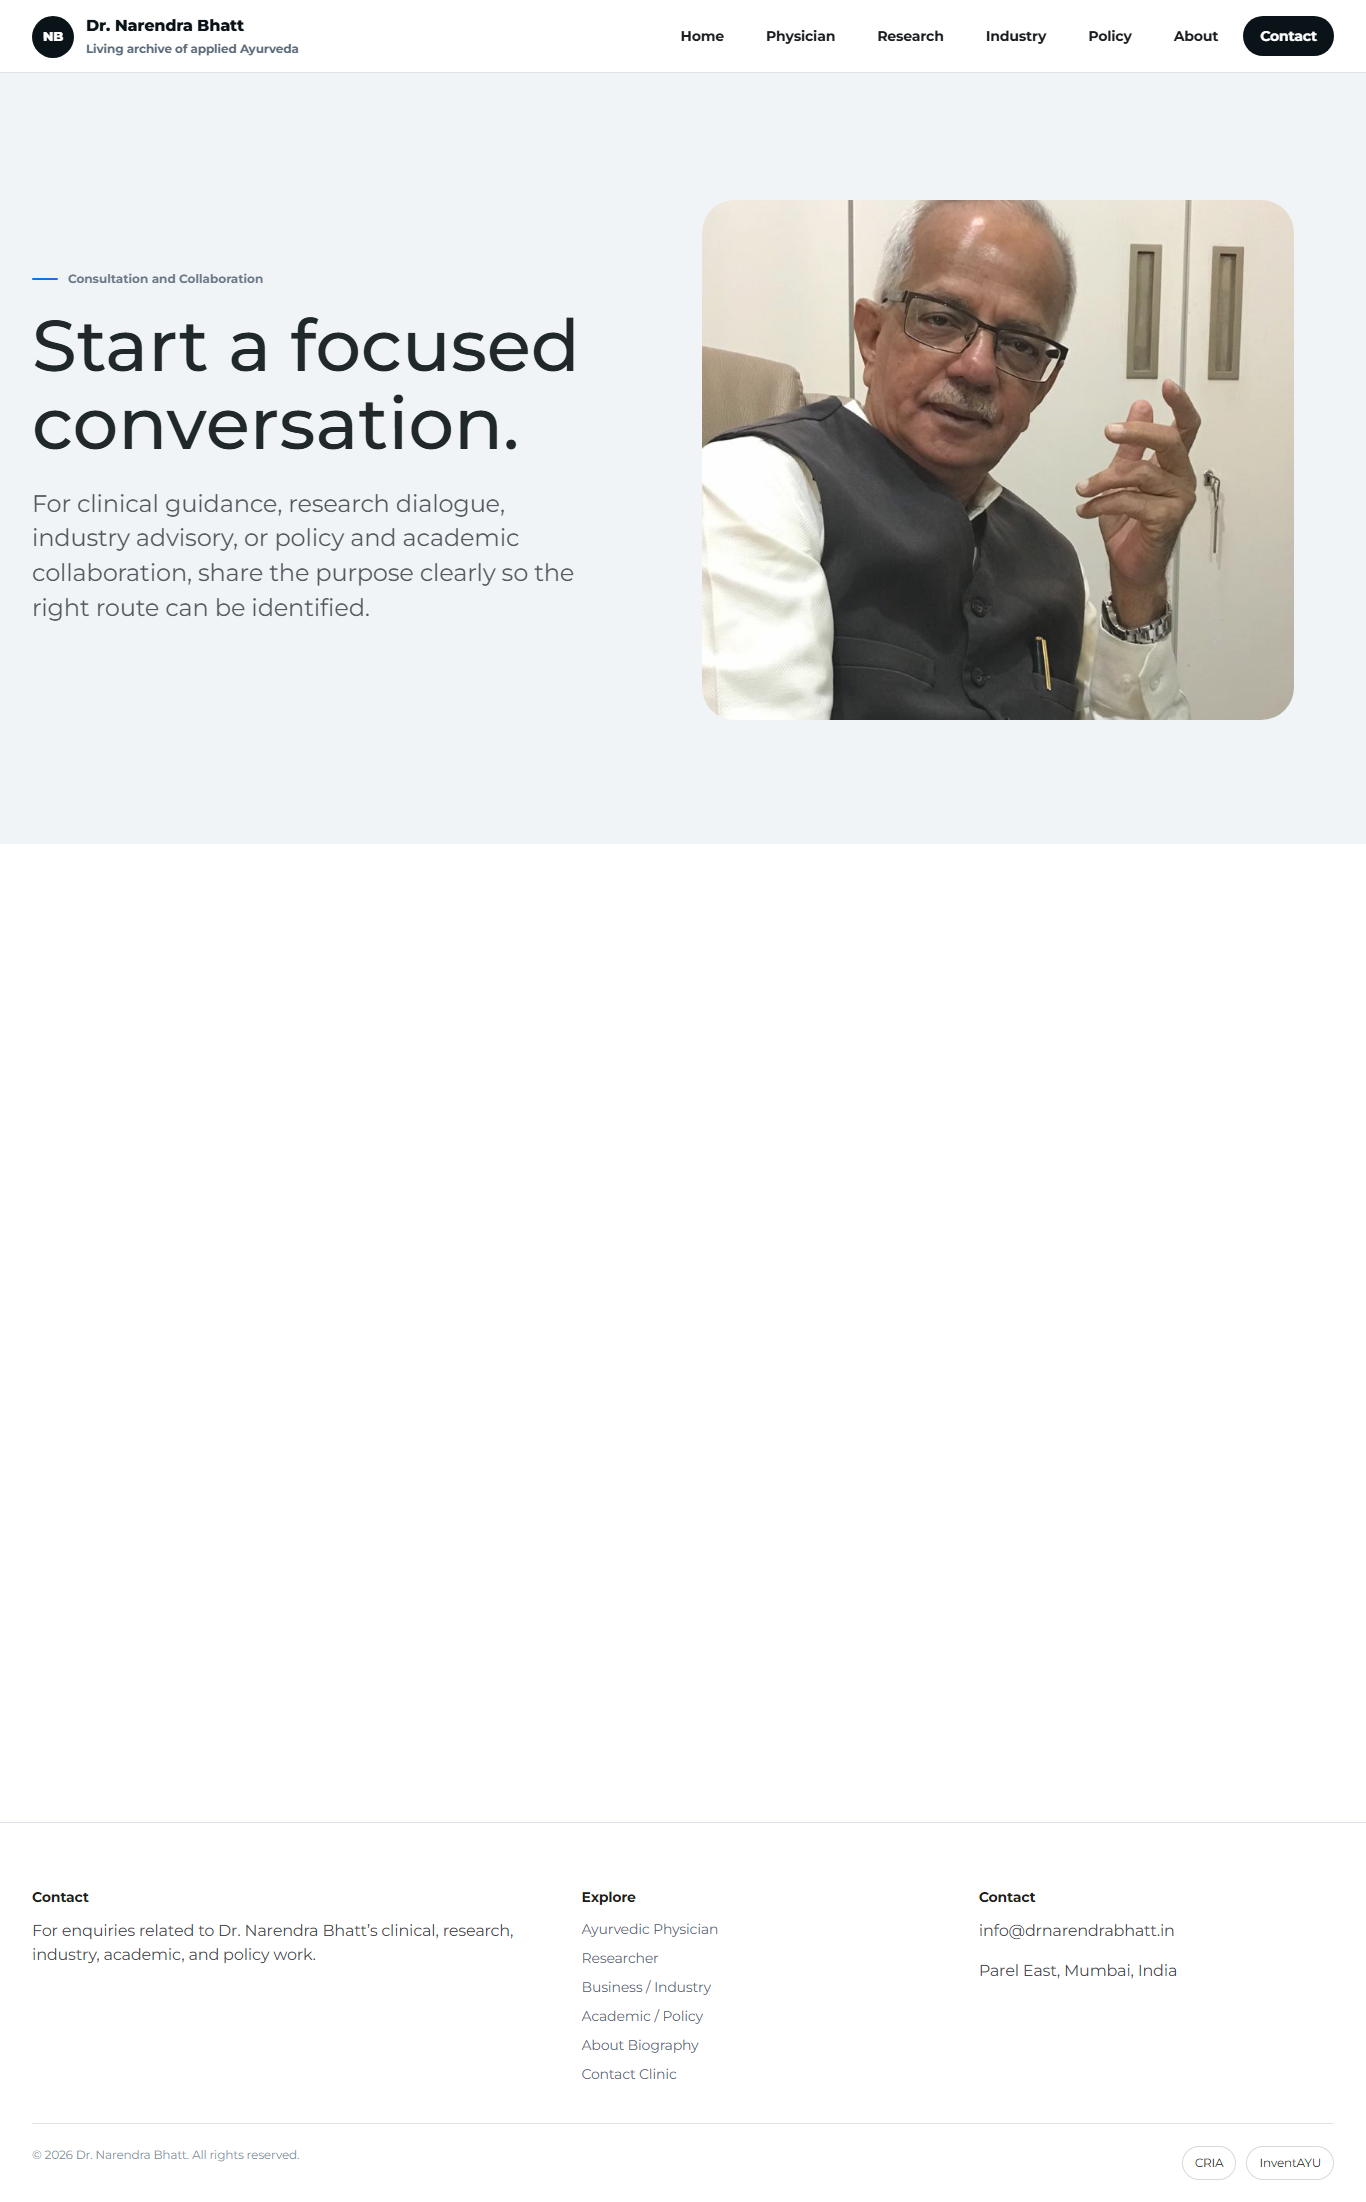 NB
Dr. Narendra Bhatt
Living archive of applied Ayurveda
Home
Physician
Research
Industry
Policy
About
Contact
Consultation and Collaboration
Start a focused
conversation.
For clinical guidance, research dialogue,
industry advisory, or policy and academic
collaboration, share the purpose clearly so the
right route can be identified.
Contact
For enquiries related to Dr. Narendra Bhatt’s clinical, research,
industry, academic, and policy work.
Explore
Ayurvedic Physician
Researcher
Business / Industry
Academic / Policy
About Biography
Contact Clinic
Contact
info@drnarendrabhatt.in
Parel East, Mumbai, India
© 2026 Dr. Narendra Bhatt. All rights reserved.
CRIA
InventAYU